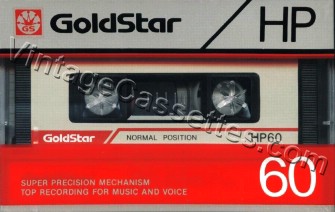 GS GoldStar HP
VintageCassettes.com
GoldStar NORMAL POSITION HP60
60
SUPER PRECISION MECHANISM
TOP RECORDING FOR MUSIC AND VOICE